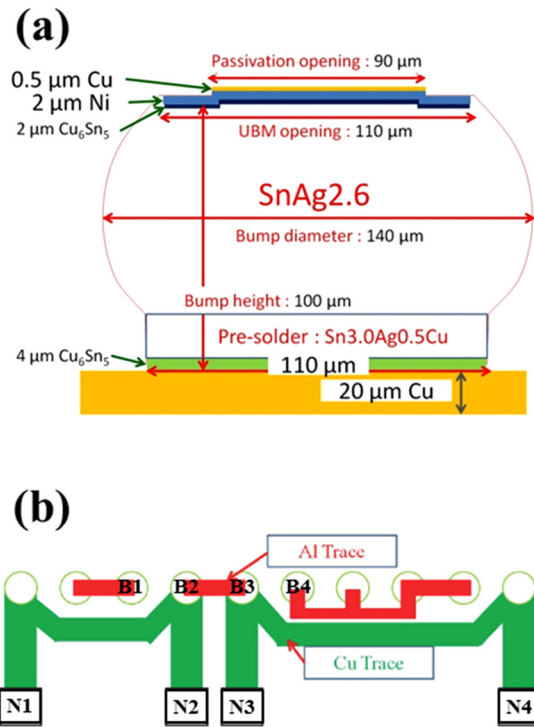 (a)
Passivation opening : 90 µm
0.5 µm Cu
2 µm Ni
2 µm Cu₆Sn₅
UBM opening : 110 µm
SnAg2.6
Bump diameter : 140 µm
Bump height : 100 µm
Pre-solder : Sn3.0Ag0.5Cu
4 µm Cu₆Sn₅
110 µm
20 µm Cu
(b)
Al Trace
B1 B2 B3 B4
Cu Trace
N1 N2 N3 N4